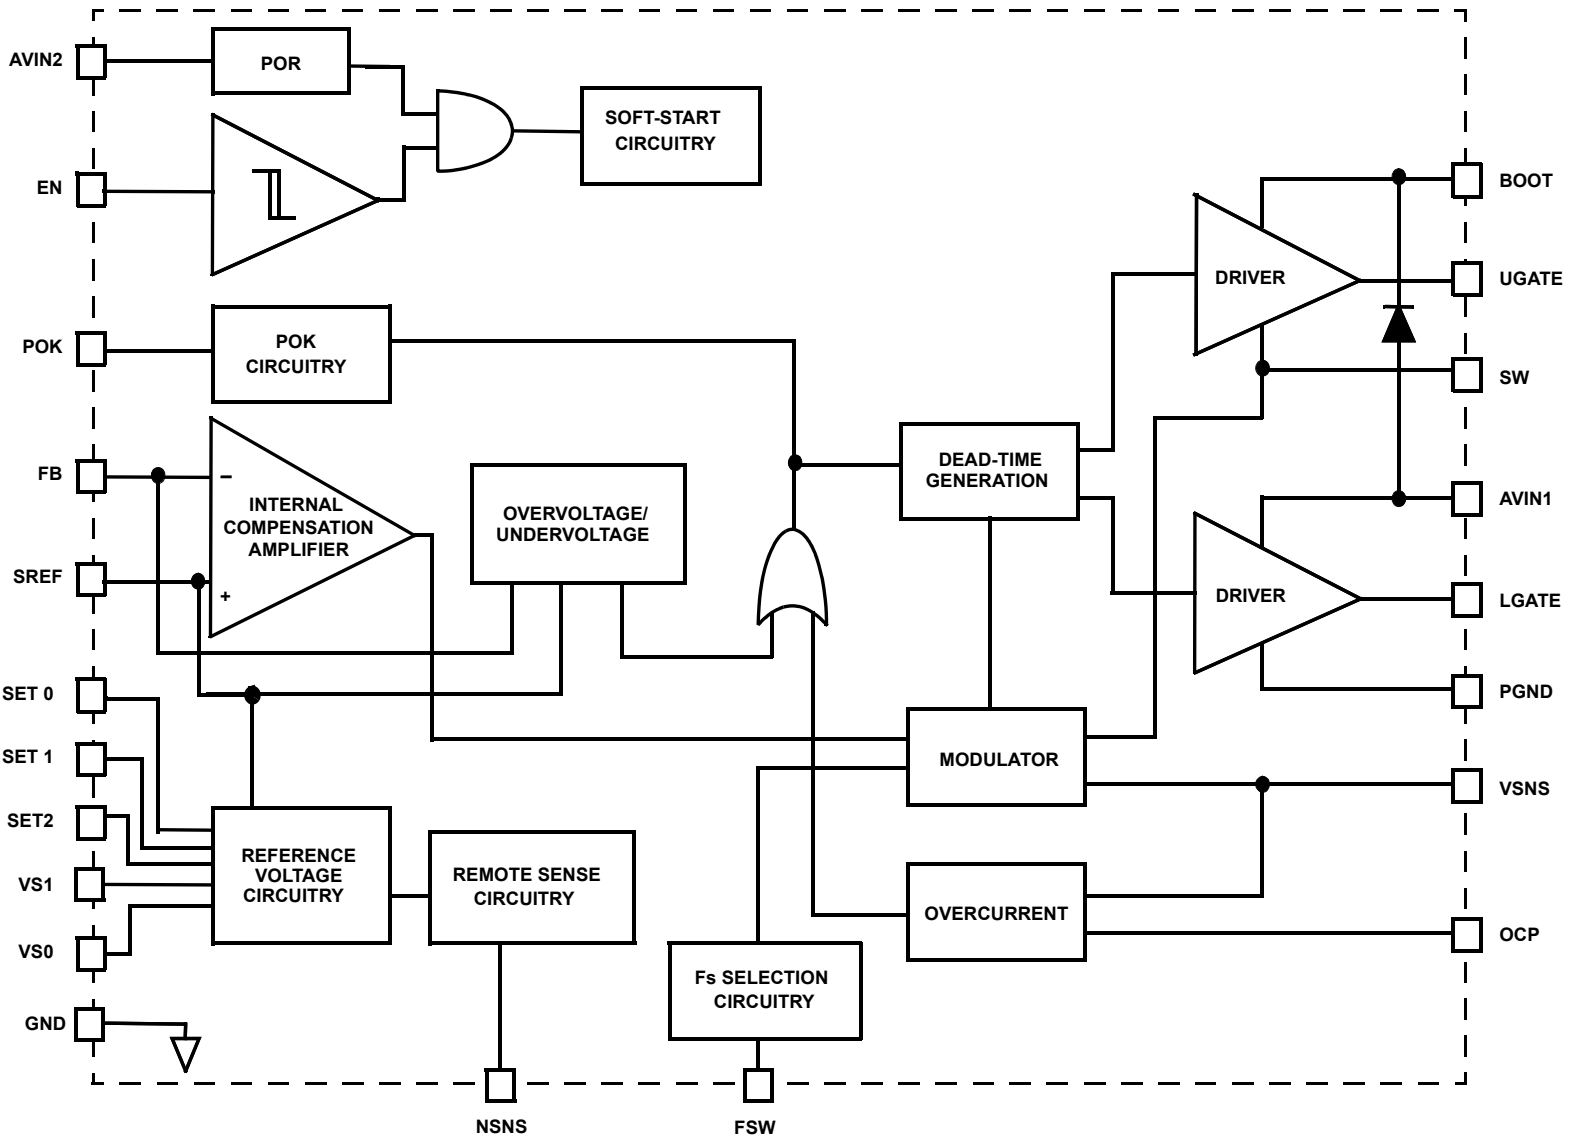 AVIN2
POR
SOFT-START
CIRCUITRY
EN
BOOT
DRIVER
UGATE
POK
POK
CIRCUITRY
SW
FB
−
INTERNAL
COMPENSATION
AMPLIFIER
+
SREF
OVERVOLTAGE/
UNDERVOLTAGE
DEAD-TIME
GENERATION
AVIN1
DRIVER
LGATE
SET 0
PGND
SET 1
MODULATOR
VSNS
SET2
REFERENCE
VOLTAGE
CIRCUITRY
REMOTE SENSE
CIRCUITRY
VS1
OVERCURRENT
VS0
OCP
Fs SELECTION
CIRCUITRY
GND
NSNS
FSW